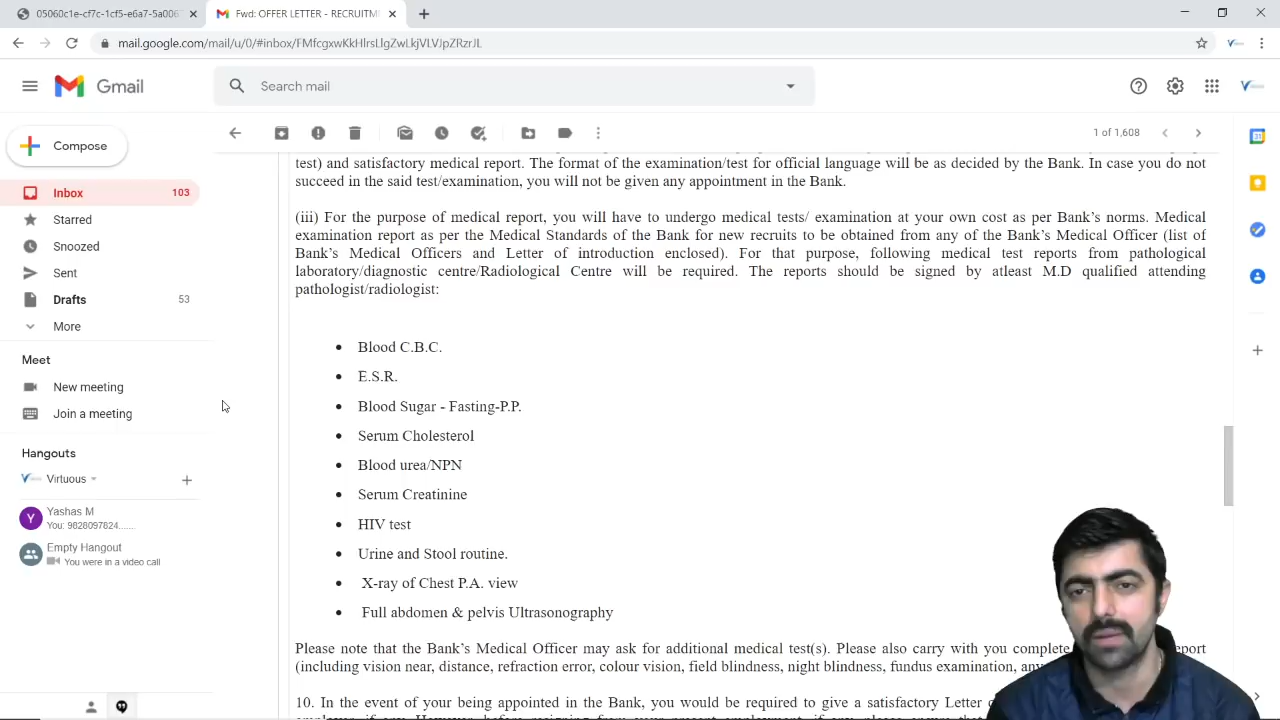 05060c1e-cf7c-1cf5-e6a7-5a006
Fwd: OFFER LETTER - RECRUITM
mail.google.com/mail/u/0/#inbox/
Gmail
Search mail
Compose
1 of 1,608
Inbox 103
Starred
Snoozed
Sent
Drafts 53
More
Meet
New meeting
Join a meeting
Hangouts
Virtuous
Yashas M
You: 9828097824......
Empty Hangout
You were in a video call
test) and satisfactory medical report. The format of the examination/test for official language will be as decided by the Bank. In case you do not
succeed in the said test/examination, you will not be given any appointment in the Bank.
(iii) For the purpose of medical report, you will have to undergo medical tests/ examination at your own cost as per Bank's norms. Medical
examination report as per the Medical Standards of the Bank for new recruits to be obtained from any of the Bank's Medical Officer (list of
Bank's Medical Officers and Letter of introduction enclosed). For that purpose, following medical test reports from pathological
laboratory/diagnostic centre/Radiological Centre will be required. The reports should be signed by atleast M.D qualified attending
pathologist/radiologist:
• Blood C.B.C.
• E.S.R.
• Blood Sugar - Fasting-P.P.
• Serum Cholesterol
• Blood urea/NPN
• Serum Creatinine
• HIV test
• Urine and Stool routine.
• X-ray of Chest P.A. view
• Full abdomen & pelvis Ultrasonography
Please note that the Bank's Medical Officer may ask for additional medical test(s). Please also carry with you complete
(including vision near, distance, refraction error, colour vision, field blindness, night blindness, fundus examination,
10. In the event of your being appointed in the Bank, you would be required to give a satisfactory Letter